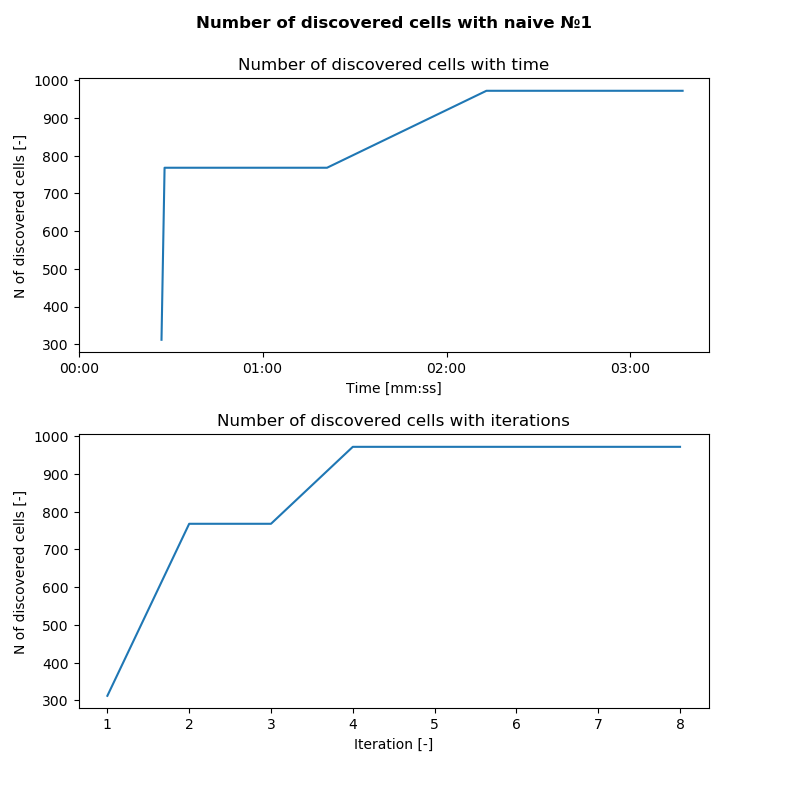 Number of discovered cells with naive №1
Number of discovered cells with time
1000
900
800
700
600
500
400
300
N of discovered cells [-]
00:00 01:00 02:00 03:00
Time [mm:ss]
Number of discovered cells with iterations
1000
900
800
700
600
500
400
300
N of discovered cells [-]
1 2 3 4 5 6 7 8
Iteration [-]